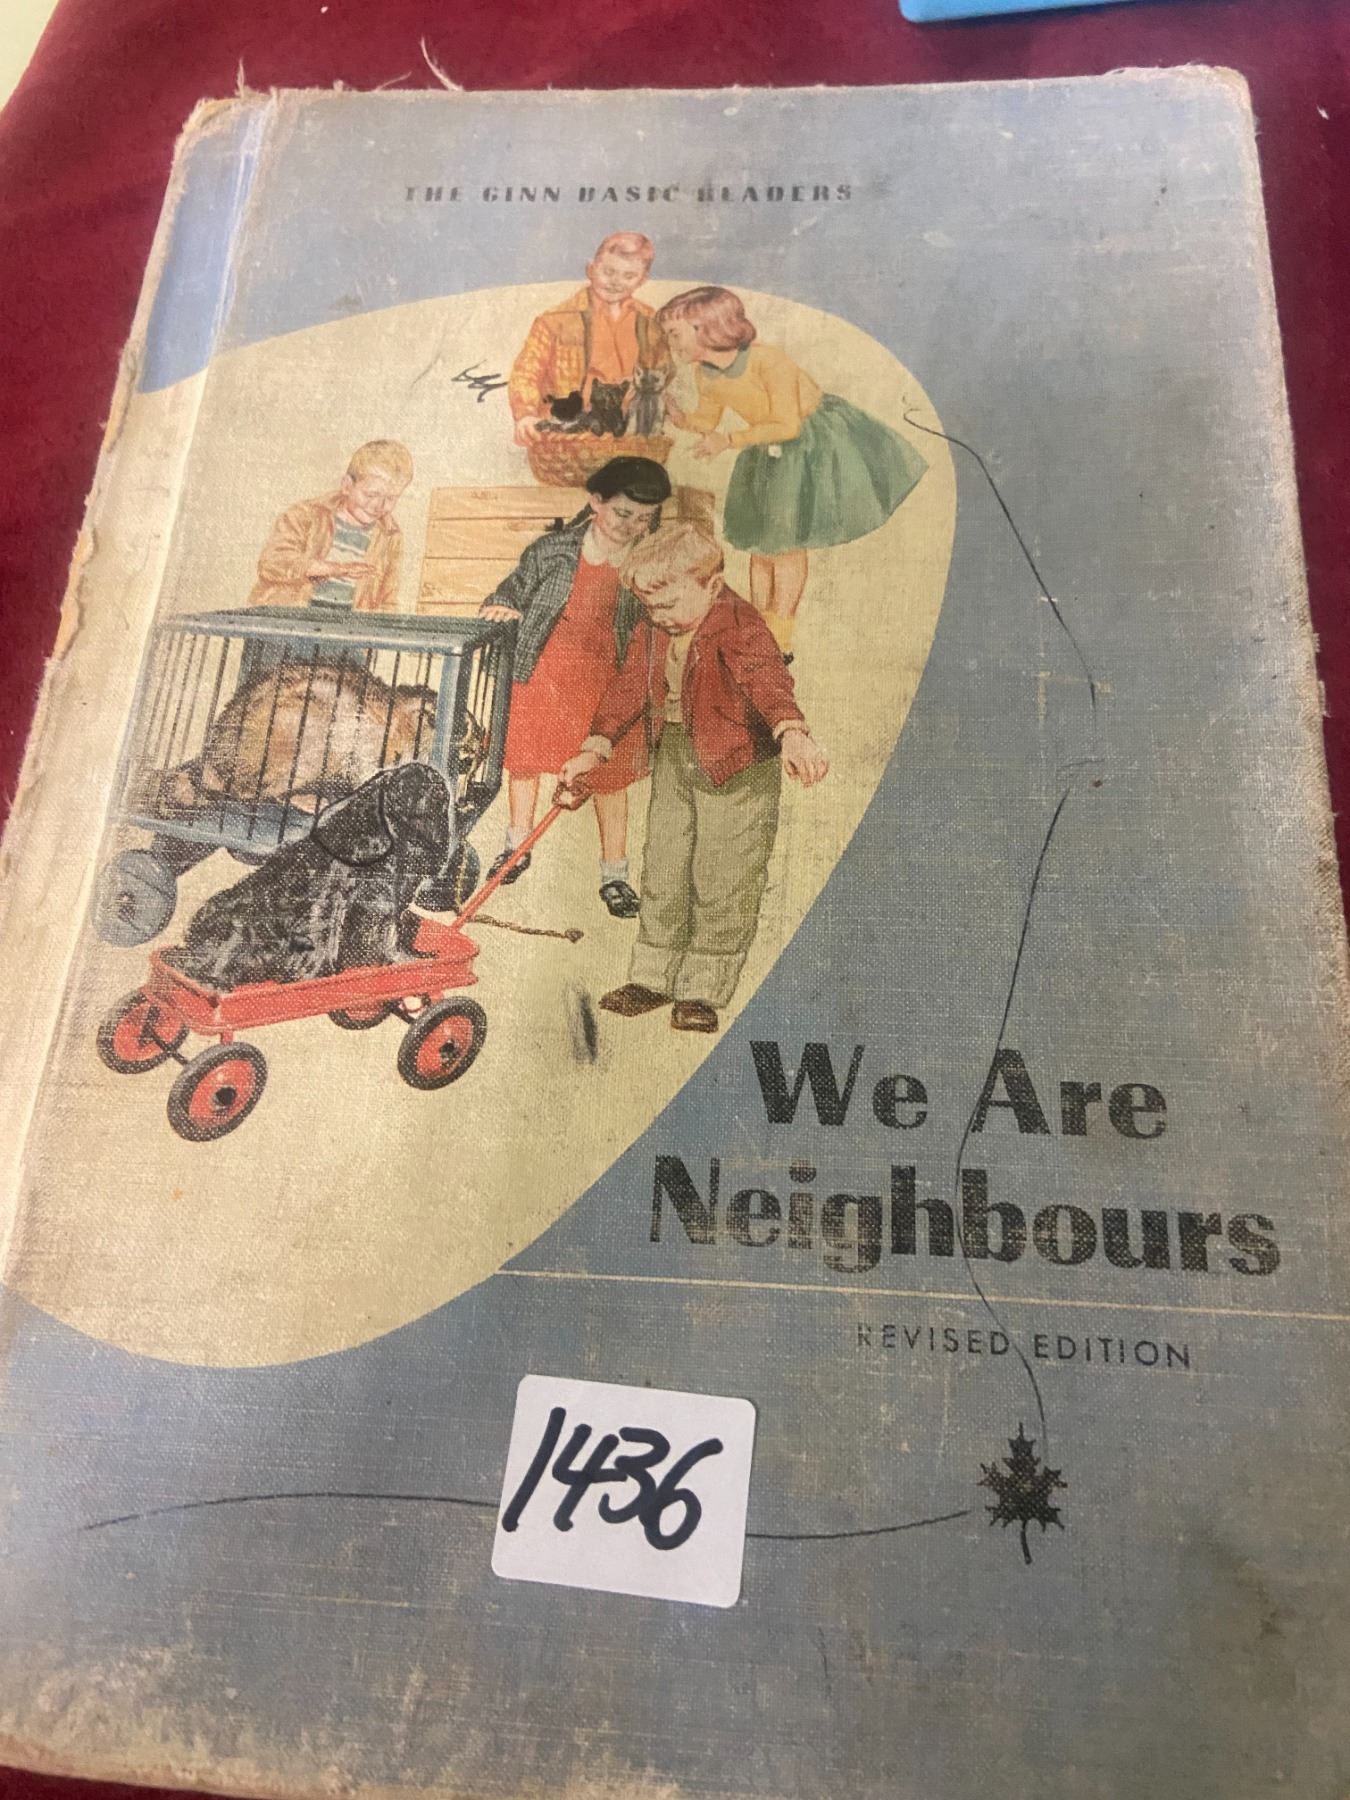 THE GINN BASIC READERS
We Are
Neighbours
REVISED EDITION
1436